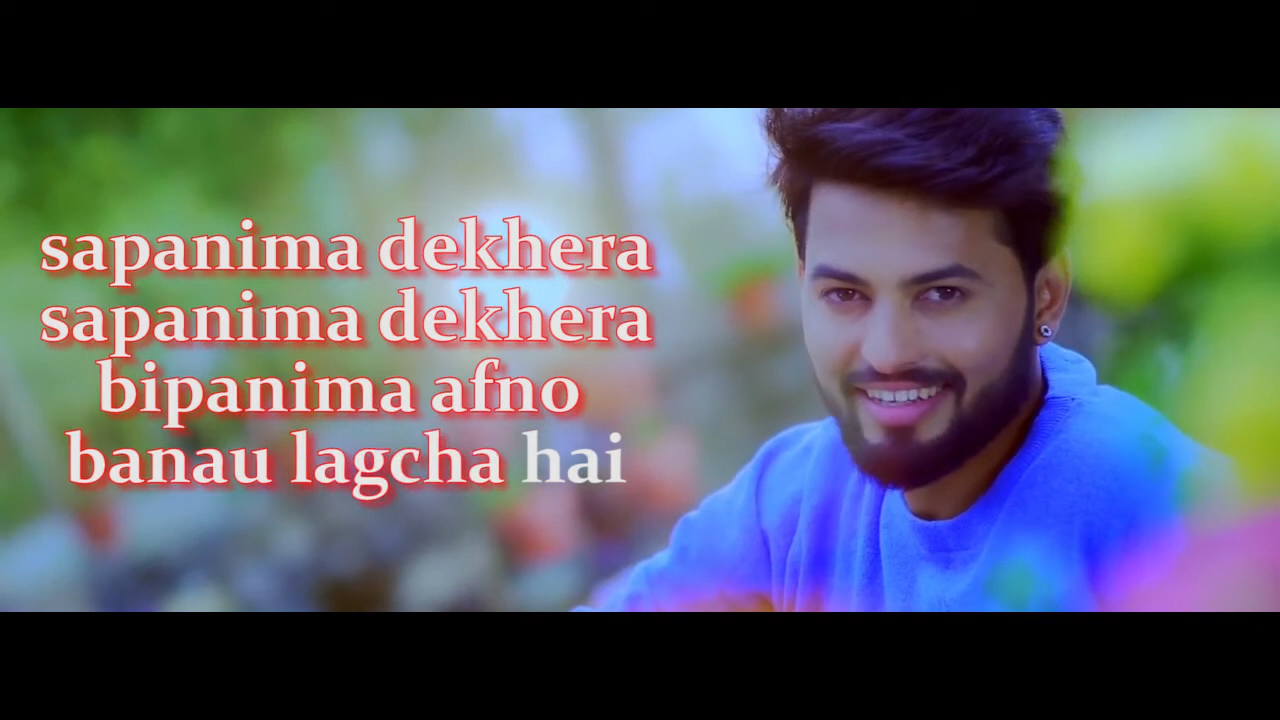 sapanima dekhera
sapanima dekhera
bipanima afno
banau lagcha hai